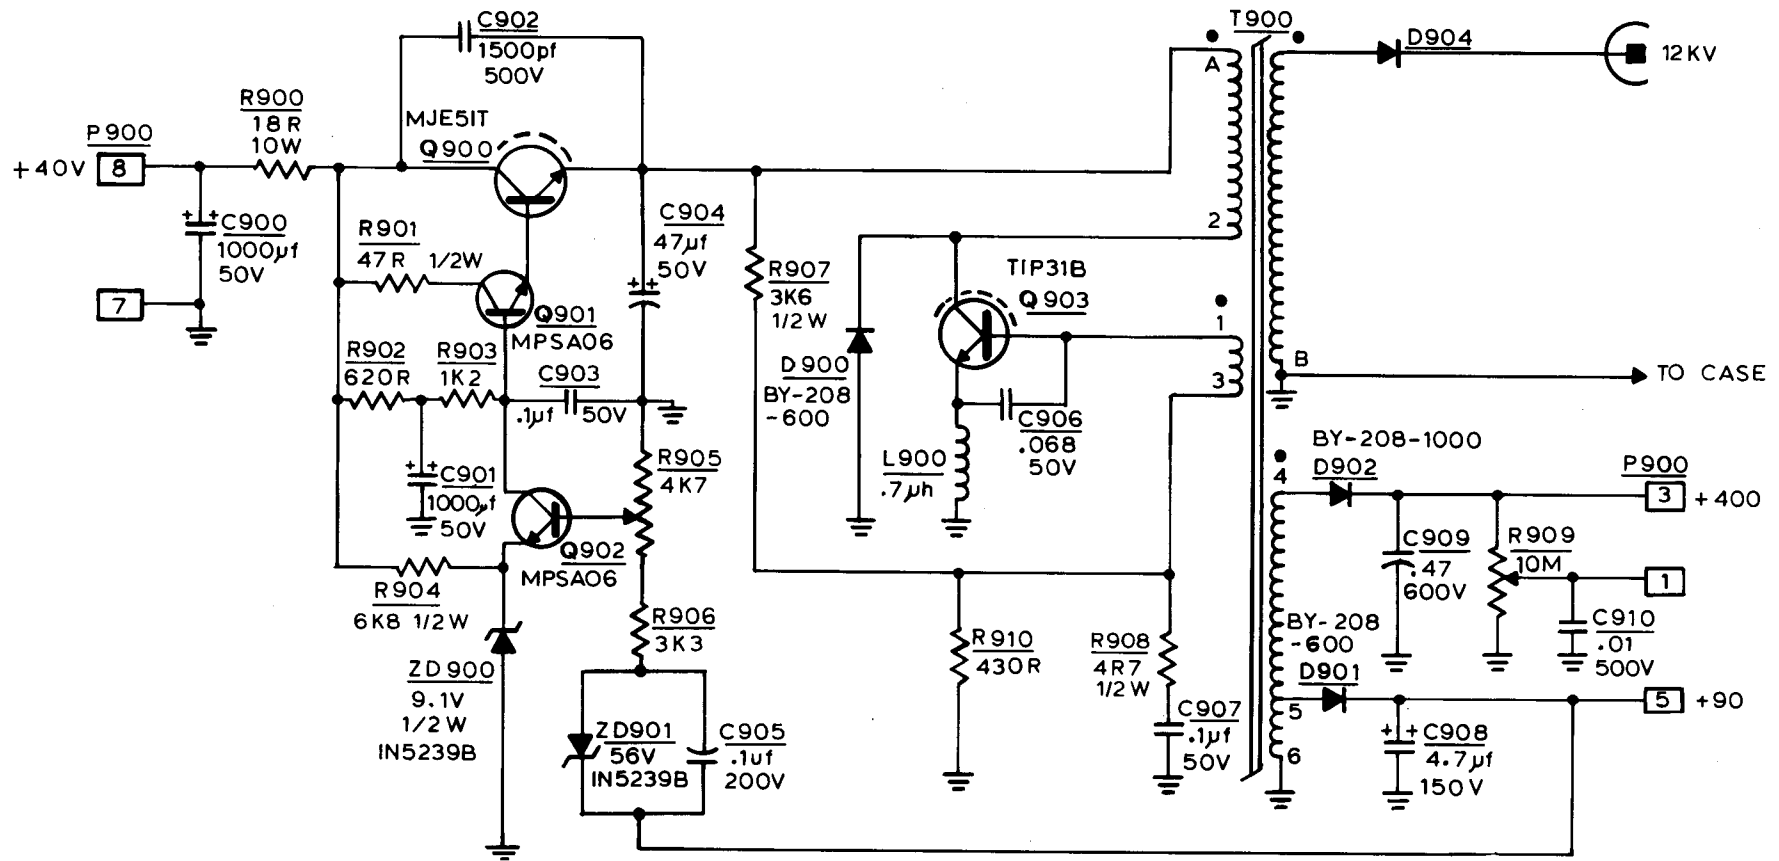 C902
1500pf
500V
R900
18R
10W
MJE51T
Q900
P900
+40V
8
C900
1000µf
50V
7
R901
47R 1/2W
Q901
MPSA06
C904
47µf
50V
R902
620R
R903
1K2
C903
.1µf
50V
C901
1000µf
50V
R905
4K7
Q902
MPSA06
R904
6K8 1/2W
R906
3K3
ZD900
9.1V
1/2W
IN5239B
ZD901
56V
IN5239B
C905
.1uf
200V
R907
3K6
1/2W
D900
BY-208
-600
TIP31B
Q903
C906
.068
50V
L900
.7µh
R910
430R
R908
4R7
1/2W
C907
.1µf
50V
T900
A
2
1
3
B
4
5
6
D904
12KV
TO CASE
BY-208-1000
D902
P900
3
+400
C909
.47
600V
R909
10M
1
C910
.01
500V
BY-208
-600
D901
5
+90
C908
4.7µf
150V